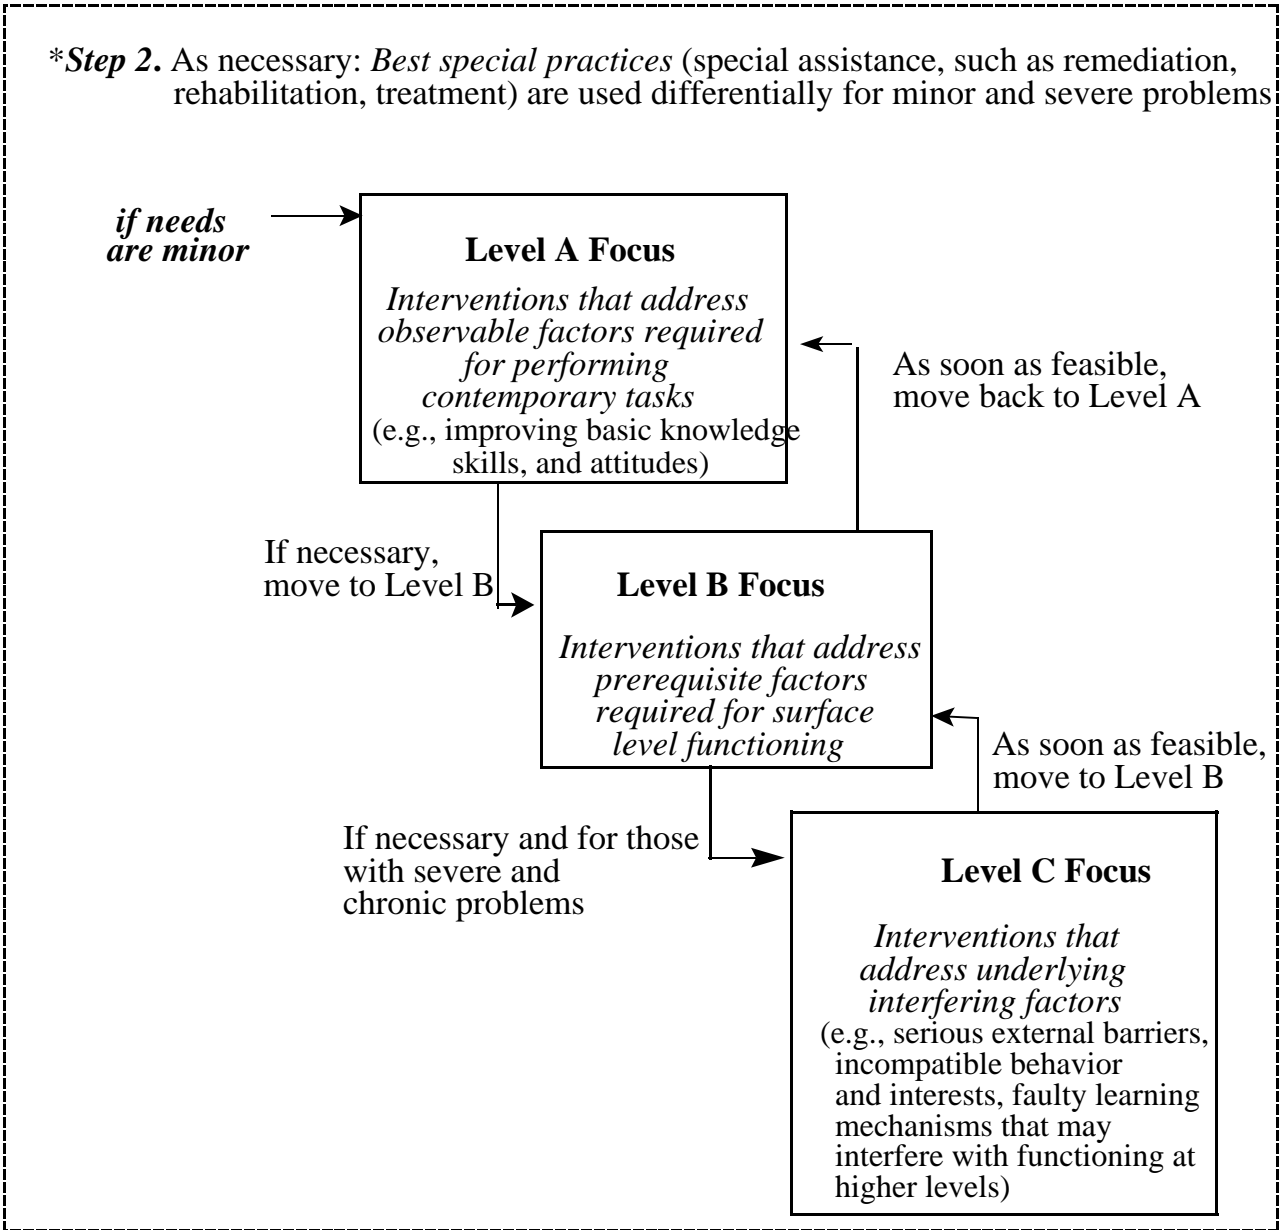 *Step 2. As necessary: Best special practices (special assistance, such as remediation,
rehabilitation, treatment) are used differentially for minor and severe problems
if needs
are minor
Level A Focus
Interventions that address
observable factors required
for performing
contemporary tasks
(e.g., improving basic knowledge
skills, and attitudes)
As soon as feasible,
move back to Level A
If necessary,
move to Level B
Level B Focus
Interventions that address
prerequisite factors
required for surface
level functioning
As soon as feasible,
move to Level B
If necessary and for those
with severe and
chronic problems
Level C Focus
Interventions that
address underlying
interfering factors
(e.g., serious external barriers,
incompatible behavior
and interests, faulty learning
mechanisms that may
interfere with functioning at
higher levels)